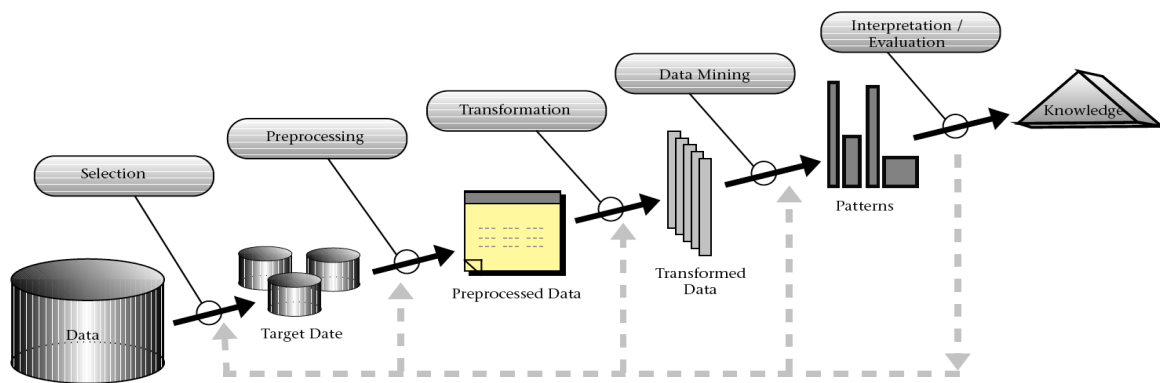 Interpretation /
Evaluation
Data Mining
Transformation
Preprocessing
Selection
Data
Target Date
Preprocessed Data
Transformed
Data
Patterns
Knowledge